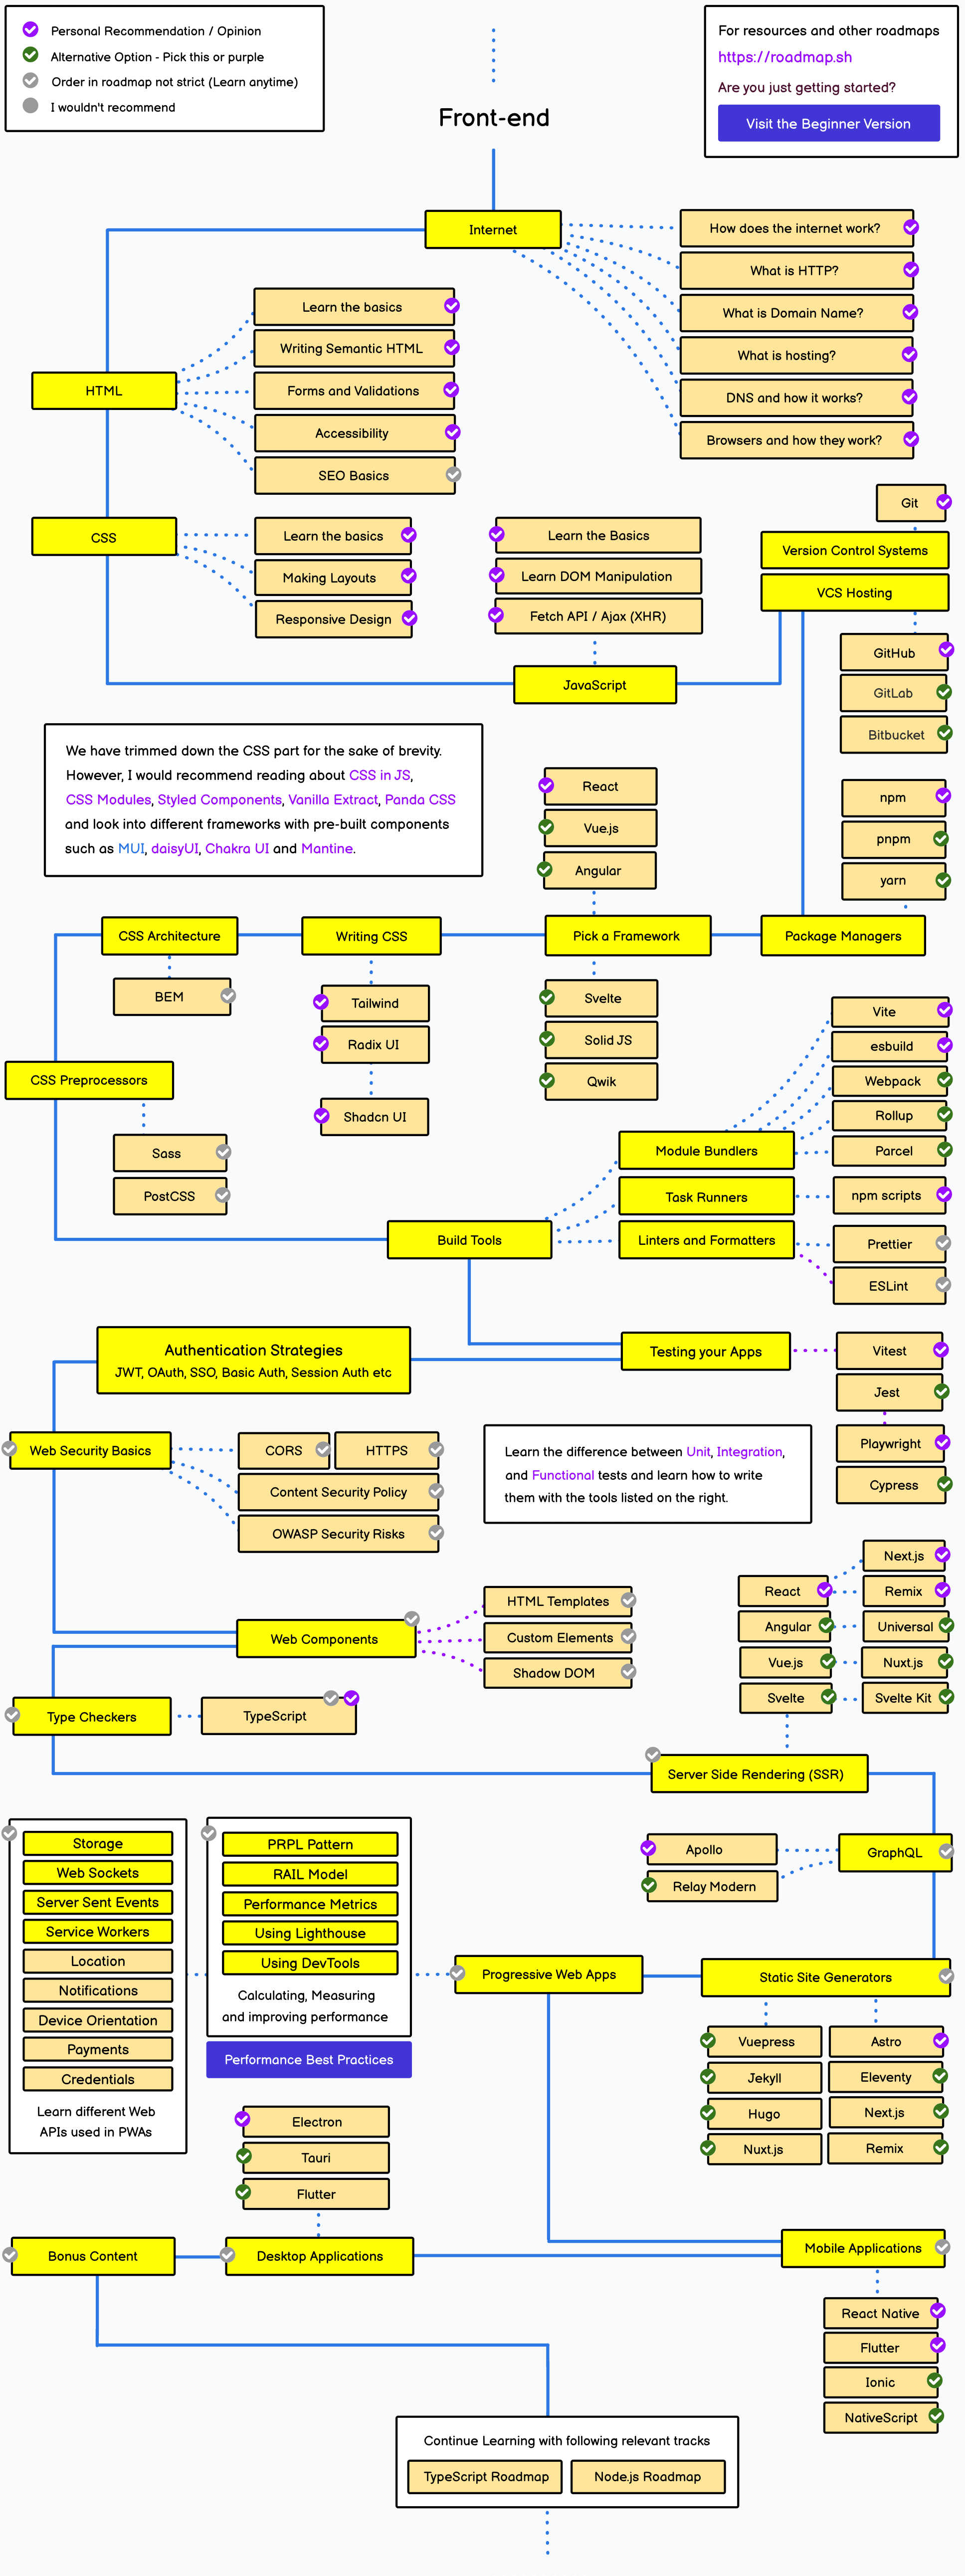 Personal Recommendation / Opinion
Alternative Option - Pick this or purple
Order in roadmap not strict (Learn anytime)
I wouldn't recommend
For resources and other roadmaps
https://roadmap.sh
Are you just getting started?
Visit the Beginner Version
Front-end
Internet
How does the internet work?
What is HTTP?
What is Domain Name?
What is hosting?
DNS and how it works?
Browsers and how they work?
HTML
Learn the basics
Writing Semantic HTML
Forms and Validations
Accessibility
SEO Basics
CSS
Learn the basics
Making Layouts
Responsive Design
Learn the Basics
Learn DOM Manipulation
Fetch API / Ajax (XHR)
JavaScript
Git
Version Control Systems
VCS Hosting
GitHub
GitLab
Bitbucket
We have trimmed down the CSS part for the sake of brevity.
However, I would recommend reading about CSS in JS,
CSS Modules, Styled Components, Vanilla Extract, Panda CSS
and look into different frameworks with pre-built components
such as MUI, daisyUI, Chakra UI and Mantine.
React
Vue.js
Angular
npm
pnpm
yarn
CSS Architecture
Writing CSS
Pick a Framework
Package Managers
BEM
Tailwind
Radix UI
Shadcn UI
Svelte
Solid JS
Qwik
CSS Preprocessors
Sass
PostCSS
Vite
esbuild
Webpack
Rollup
Parcel
Module Bundlers
Task Runners
npm scripts
Build Tools
Linters and Formatters
Prettier
ESLint
Authentication Strategies
JWT, OAuth, SSO, Basic Auth, Session Auth etc
Testing your Apps
Vitest
Jest
Playwright
Cypress
Web Security Basics
CORS
HTTPS
Content Security Policy
OWASP Security Risks
Learn the difference between Unit, Integration,
and Functional tests and learn how to write
them with the tools listed on the right.
Web Components
HTML Templates
Custom Elements
Shadow DOM
Next.js
React
Remix
Angular
Universal
Vue.js
Nuxt.js
Svelte
Svelte Kit
Type Checkers
TypeScript
Server Side Rendering (SSR)
Storage
Web Sockets
Server Sent Events
Service Workers
Location
Notifications
Device Orientation
Payments
Credentials
Learn different Web
APIs used in PWAs
PRPL Pattern
RAIL Model
Performance Metrics
Using Lighthouse
Using DevTools
Calculating, Measuring
and improving performance
Performance Best Practices
Apollo
Relay Modern
GraphQL
Progressive Web Apps
Static Site Generators
Vuepress
Astro
Jekyll
Eleventy
Hugo
Next.js
Nuxt.js
Remix
Electron
Tauri
Flutter
Bonus Content
Desktop Applications
Mobile Applications
React Native
Flutter
Ionic
NativeScript
Continue Learning with following relevant tracks
TypeScript Roadmap
Node.js Roadmap